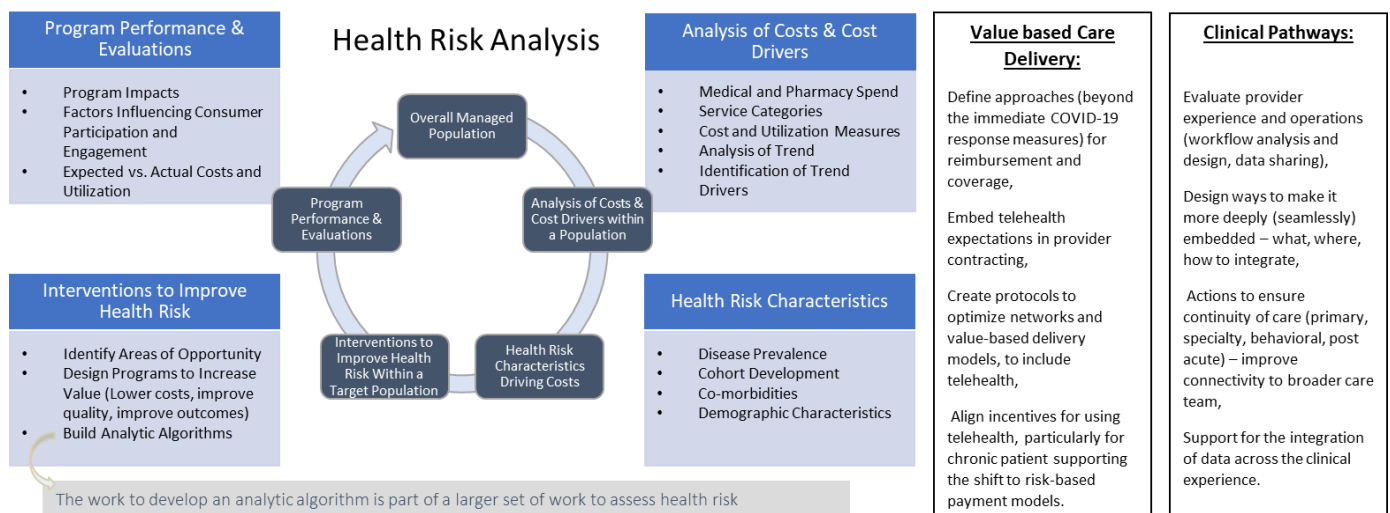 Program Performance &
Evaluations
• Program Impacts
• Factors Influencing Consumer
Participation and
Engagement
• Expected vs. Actual Costs and
Utilization
Health Risk Analysis
Overall Managed
Population
Analysis of Costs &
Cost Drivers within
a Population
Health Risk
Characteristics
Driving Costs
Interventions to
Improve Health
Risk Within a
Target Population
Program
Performance &
Evaluations
Analysis of Costs & Cost
Drivers
• Medical and Pharmacy Spend
• Service Categories
• Cost and Utilization Measures
• Analysis of Trend
• Identification of Trend
Drivers
Interventions to Improve
Health Risk
• Identify Areas of Opportunity
• Design Programs to Increase
Value (Lower costs, improve
quality, improve outcomes)
• Build Analytic Algorithms
Health Risk Characteristics
• Disease Prevalence
• Cohort Development
• Co-morbidities
• Demographic Characteristics
The work to develop an analytic algorithm is part of a larger set of work to assess health risk
Value based Care
Delivery:
Define approaches (beyond
the immediate COVID-19
response measures) for
reimbursement and
coverage,
Embed telehealth
expectations in provider
contracting,
Create protocols to
optimize networks and
value-based delivery
models, to include
telehealth,
Align incentives for using
telehealth, particularly for
chronic patient supporting
the shift to risk-based
payment models.
Clinical Pathways:
Evaluate provider
experience and operations
(workflow analysis and
design, data sharing),
Design ways to make it
more deeply (seamlessly)
embedded – what, where,
how to integrate,
Actions to ensure
continuity of care (primary,
specialty, behavioral, post
acute) – improve
connectivity to broader care
team,
Support for the integration
of data across the clinical
experience.